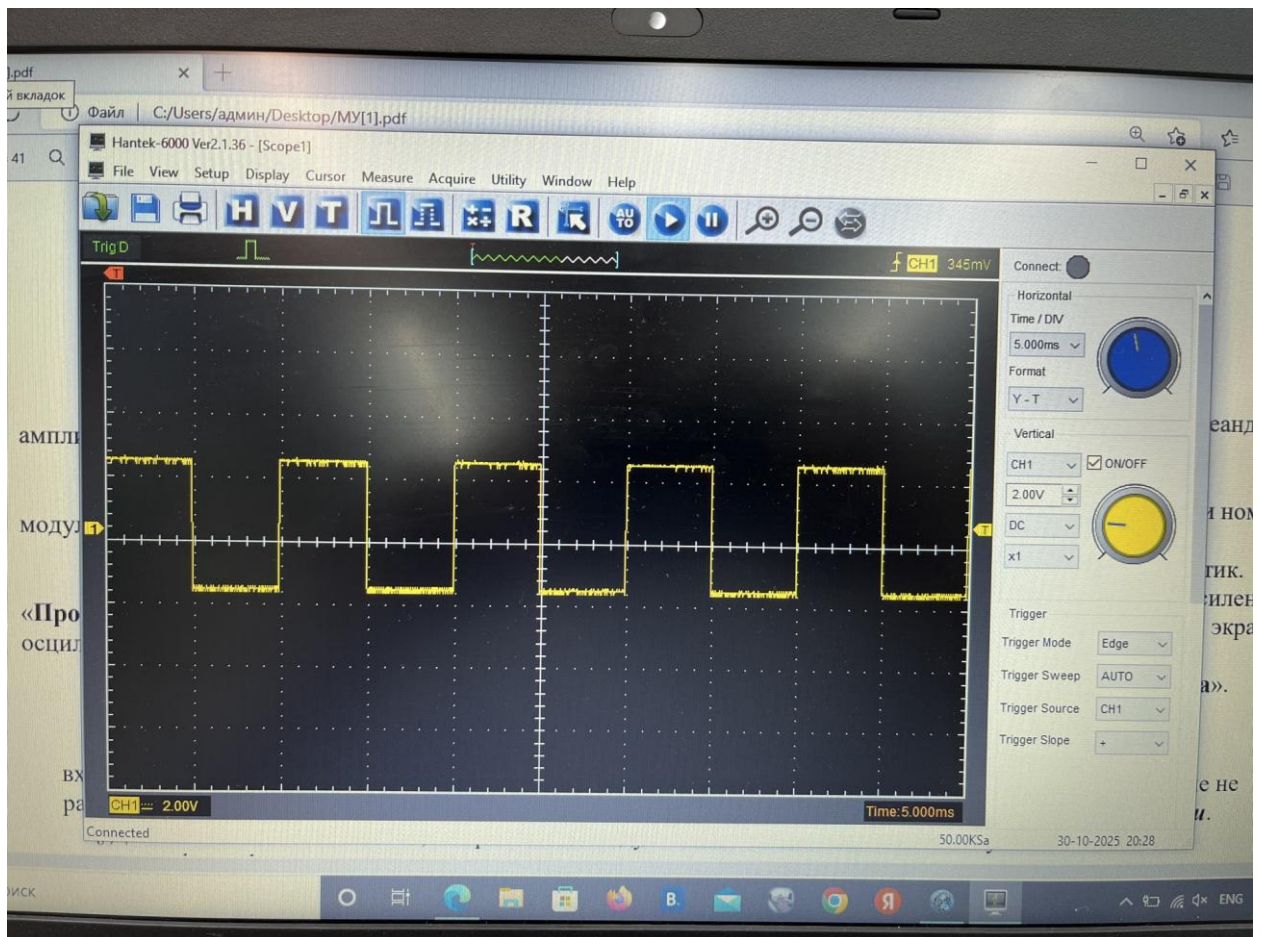 ].pdf
й вкладок
Файл | C:/Users/админ/Desktop/МУ[1].pdf
41
Hantek-6000 Ver2.1.36 - [Scope1]
File View Setup Display Cursor Measure Acquire Utility Window Help
H V T R AU TO
Trig D
T
CH1 345mV
Connect:
Horizontal
Time / DIV
5.000ms
Format
Y - T
Vertical
CH1 ON/OFF
2.00V
DC
x1
Trigger
Trigger Mode Edge
Trigger Sweep AUTO
Trigger Source CH1
Trigger Slope +
1
T
CH1 2.00V
Time:5.000ms
Connected
50.00KSa
30-10-2025 20:28
ампли
модул
«Про
осцил
вх
ра
еанд
и ном
тик.
силен
экра
а».
е не
и.
оиск
B.
Я
ENG